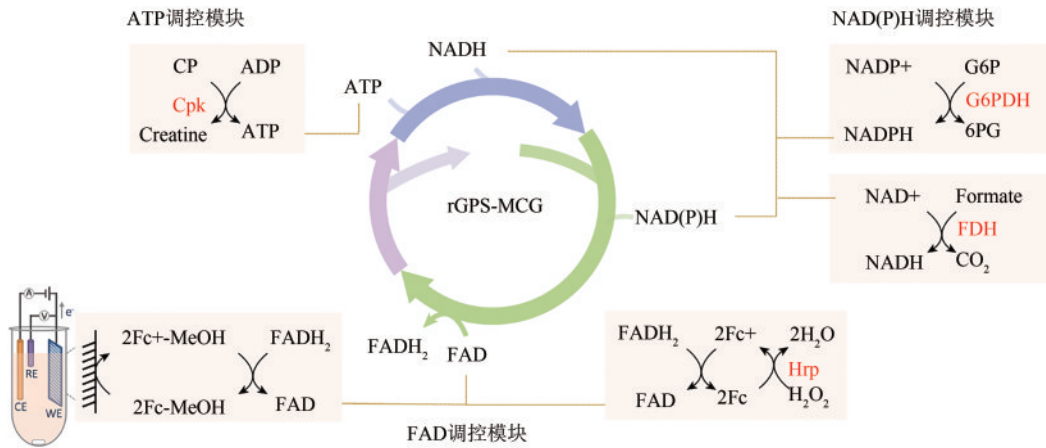 ATP调控模块
CP
ADP
Cpk
Creatine
ATP
ATP
NADH
rGPS-MCG
NAD(P)H
FADH₂
FAD
NAD(P)H调控模块
NADP+
G6P
G6PDH
NADPH
6PG
NAD+
Formate
FDH
NADH
CO₂
A
V
e⁻
RE
CE
WE
2Fc+-MeOH
FADH₂
2Fc-MeOH
FAD
FADH₂
2Fc+
2H₂O
Hrp
FAD
2Fc
H₂O₂
FAD调控模块